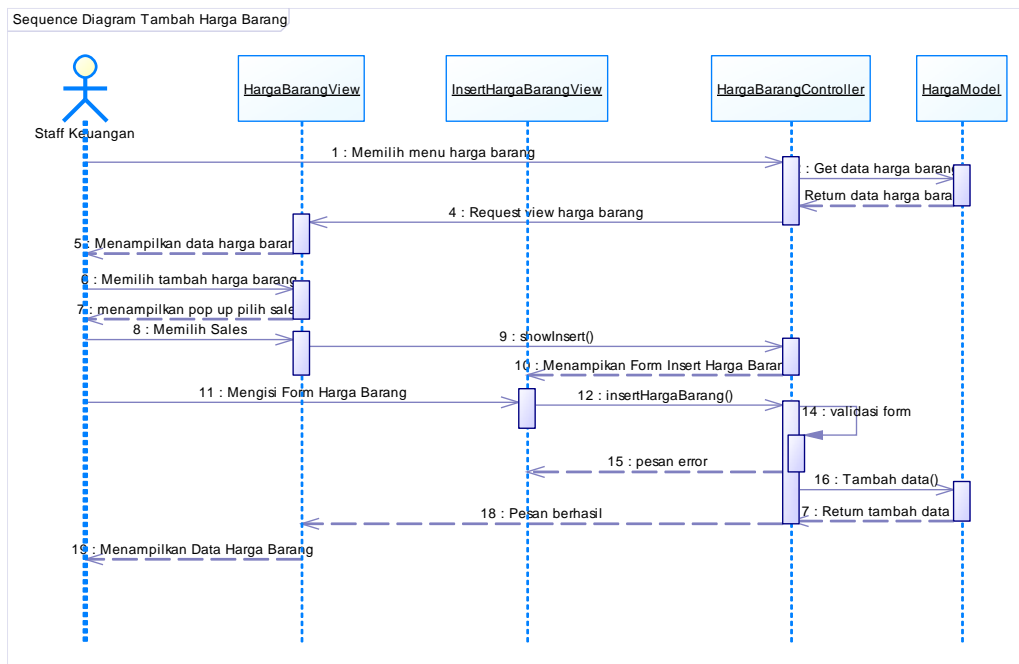 Sequence Diagram Tambah Harga Barang
HargaBarangView
InsertHargaBarangView
HargaBarangController
HargaModel
Staff Keuangan
1 : Memilih menu harga barang
: Get data harga barang
Return data harga bara
4 : Request view harga barang
5 : Menampilkan data harga baran
6 : Memilih tambah harga barang
7 : menampilkan pop up pilih sale
8 : Memilih Sales
9 : showInsert()
10 : Menampikan Form Insert Harga Baran
11 : Mengisi Form Harga Barang
12 : insertHargaBarang()
14 : validasi form
15 : pesan error
16 : Tambah data()
7 : Return tambah data
18 : Pesan berhasil
19 : Menampilkan Data Harga Barang